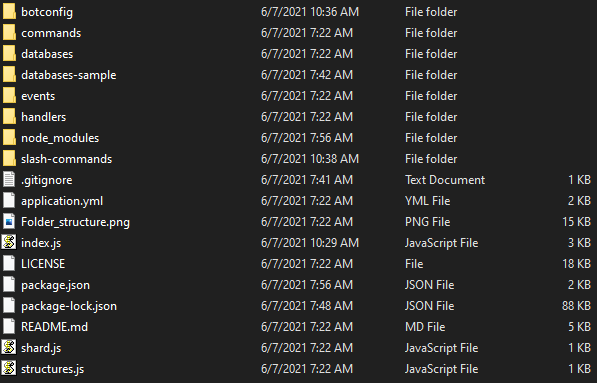 botconfig 6/7/2021 10:36 AM File folder
commands 6/7/2021 7:22 AM File folder
databases 6/7/2021 7:22 AM File folder
databases-sample 6/7/2021 7:42 AM File folder
events 6/7/2021 7:22 AM File folder
handlers 6/7/2021 7:22 AM File folder
node_modules 6/7/2021 7:56 AM File folder
slash-commands 6/7/2021 10:38 AM File folder
.gitignore 6/7/2021 7:41 AM Text Document 1 KB
application.yml 6/7/2021 7:22 AM YML File 2 KB
Folder_structure.png 6/7/2021 7:22 AM PNG File 15 KB
index.js 6/7/2021 10:29 AM JavaScript File 3 KB
LICENSE 6/7/2021 7:22 AM File 18 KB
package.json 6/7/2021 7:56 AM JSON File 2 KB
package-lock.json 6/7/2021 7:48 AM JSON File 88 KB
README.md 6/7/2021 7:22 AM MD File 5 KB
shard.js 6/7/2021 7:22 AM JavaScript File 1 KB
structures.js 6/7/2021 7:22 AM JavaScript File 1 KB